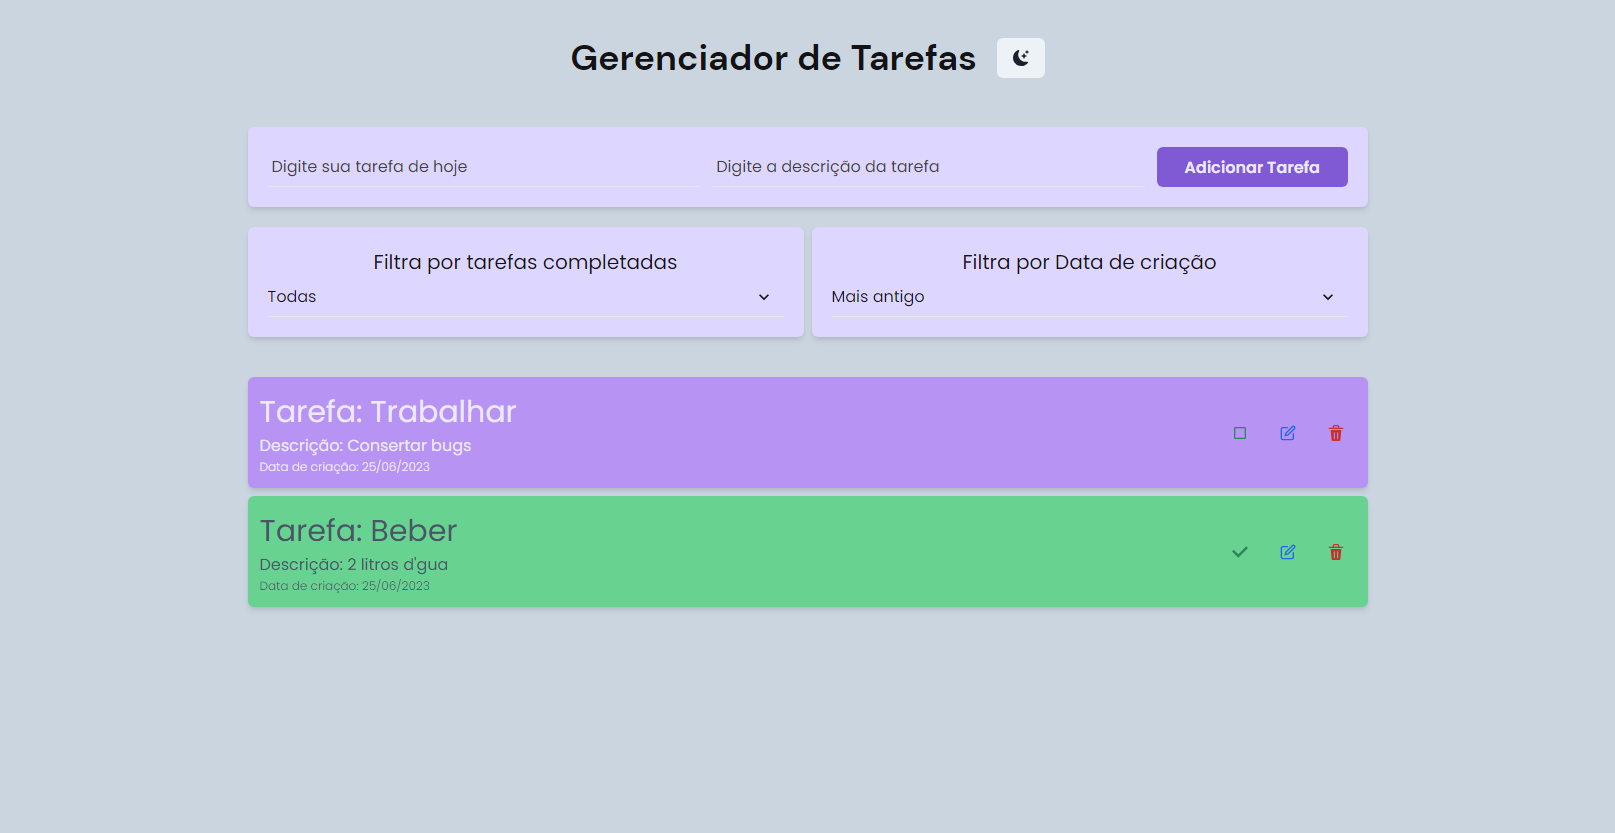 Gerenciador de Tarefas
Digite sua tarefa de hoje
Digite a descrição da tarefa
Adicionar Tarefa
Filtra por tarefas completadas
Todas
Filtra por Data de criação
Mais antigo
Tarefa: Trabalhar
Descrição: Consertar bugs
Data de criação: 25/06/2023
Tarefa: Beber
Descrição: 2 litros d'gua
Data de criação: 25/06/2023